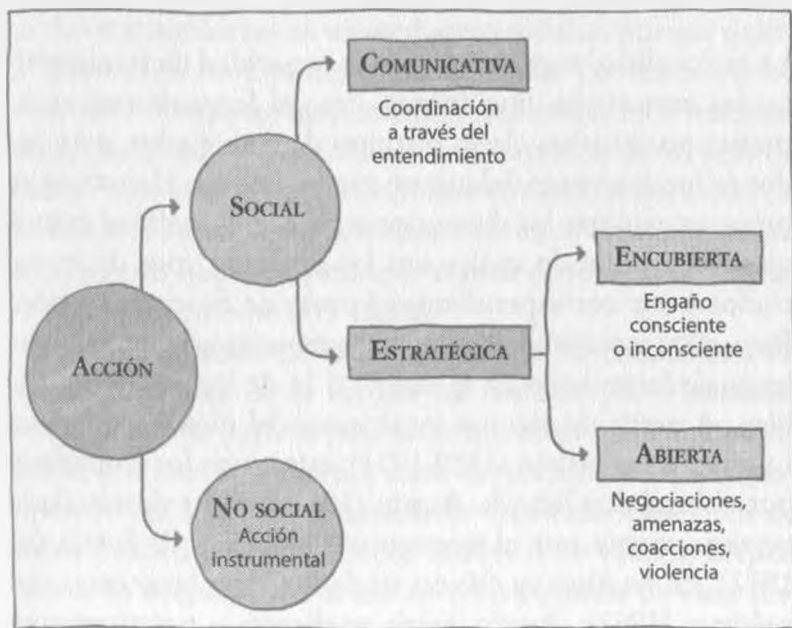 COMUNICATIVA
Coordinación
a través del
entendimiento
SOCIAL
ENCUBIERTA
Engaño
consciente
o inconsciente
ESTRATÉGICA
ACCIÓN
ABIERTA
Negociaciones,
amenazas,
coacciones,
violencia
NO SOCIAL
Acción
instrumental